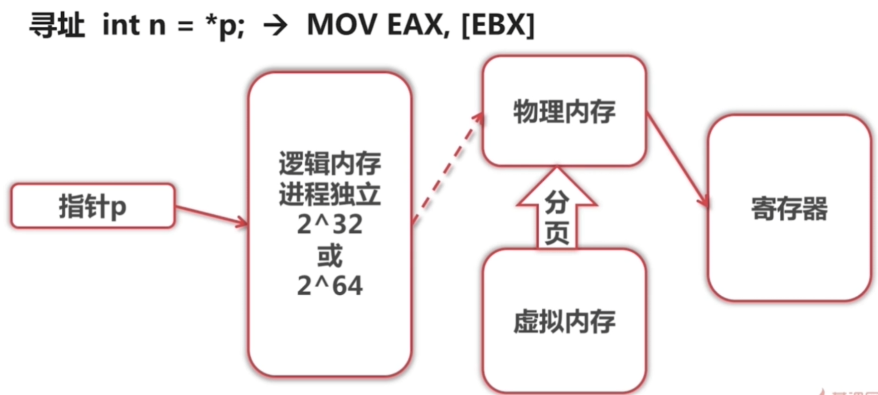 寻址 int n = *p; → MOV EAX, [EBX]
指针p
逻辑内存
进程独立
2^32
或
2^64
物理内存
分
页
虚拟内存
寄存器